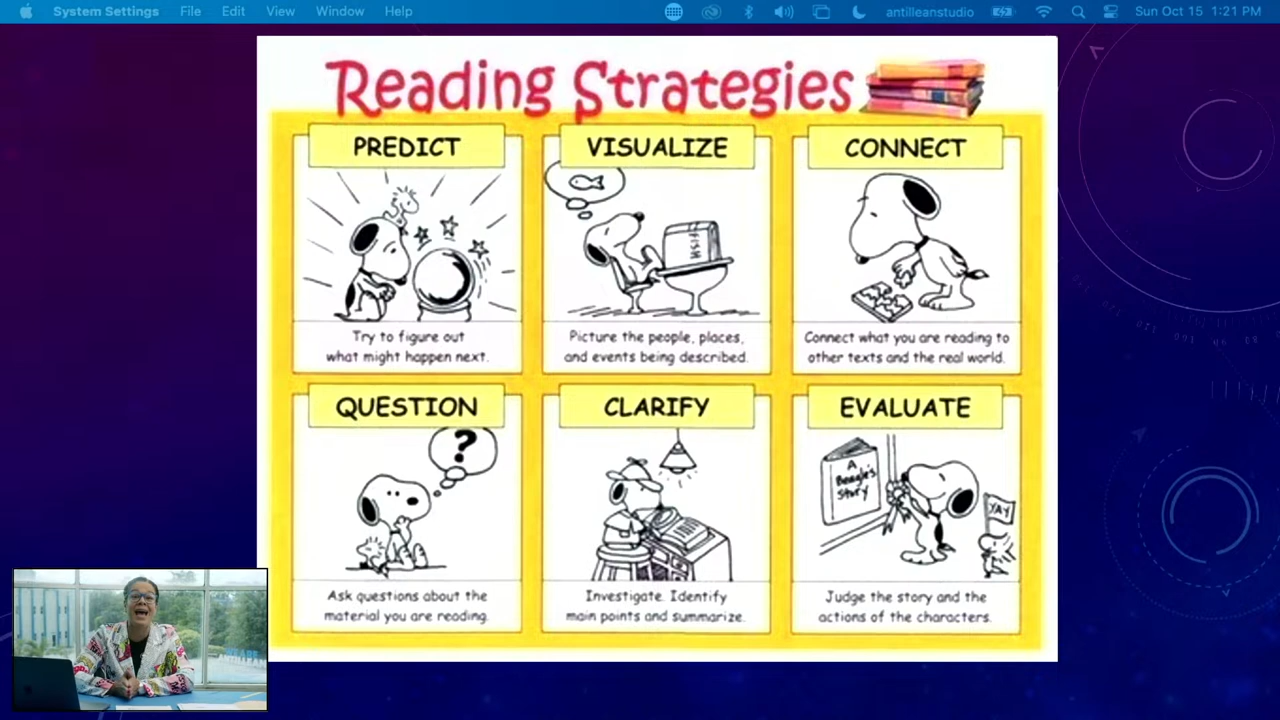 System Settings File Edit View Window Help antilleanstudio Sun Oct 15 1:21 PM
Reading Strategies
PREDICT
Try to figure out
what might happen next.
VISUALIZE
FISH
Picture the people, places,
and events being described.
CONNECT
Connect what you are reading to
other texts and the real world.
QUESTION
?
Ask questions about the
material you are reading.
CLARIFY
Investigate. Identify
main points and summarize.
EVALUATE
A
Beagle's
Story
YAY
Judge the story and the
actions of the characters.